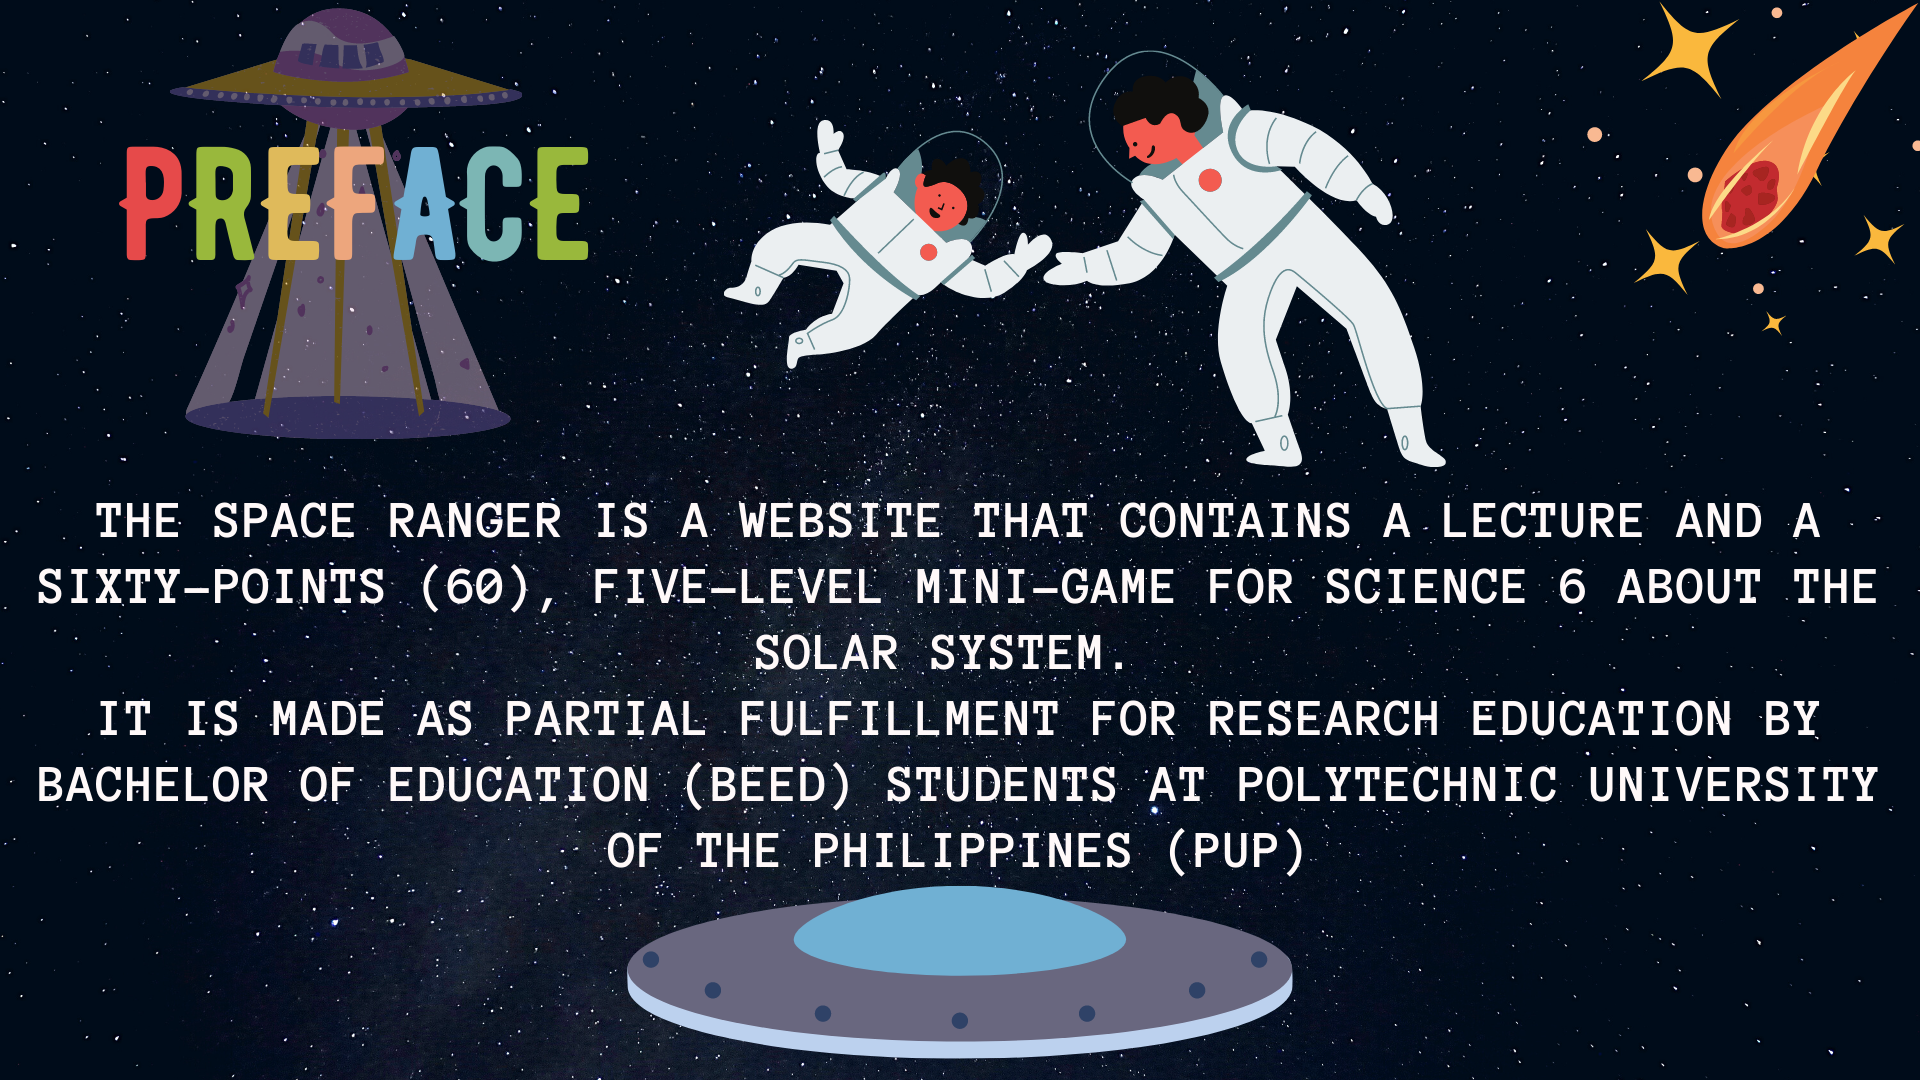 PREFACE
THE SPACE RANGER IS A WEBSITE THAT CONTAINS A LECTURE AND A
SIXTY-POINTS (60), FIVE-LEVEL MINI-GAME FOR SCIENCE 6 ABOUT THE
SOLAR SYSTEM.
IT IS MADE AS PARTIAL FULFILLMENT FOR RESEARCH EDUCATION BY
BACHELOR OF EDUCATION (BEED) STUDENTS AT POLYTECHNIC UNIVERSITY
OF THE PHILIPPINES (PUP)